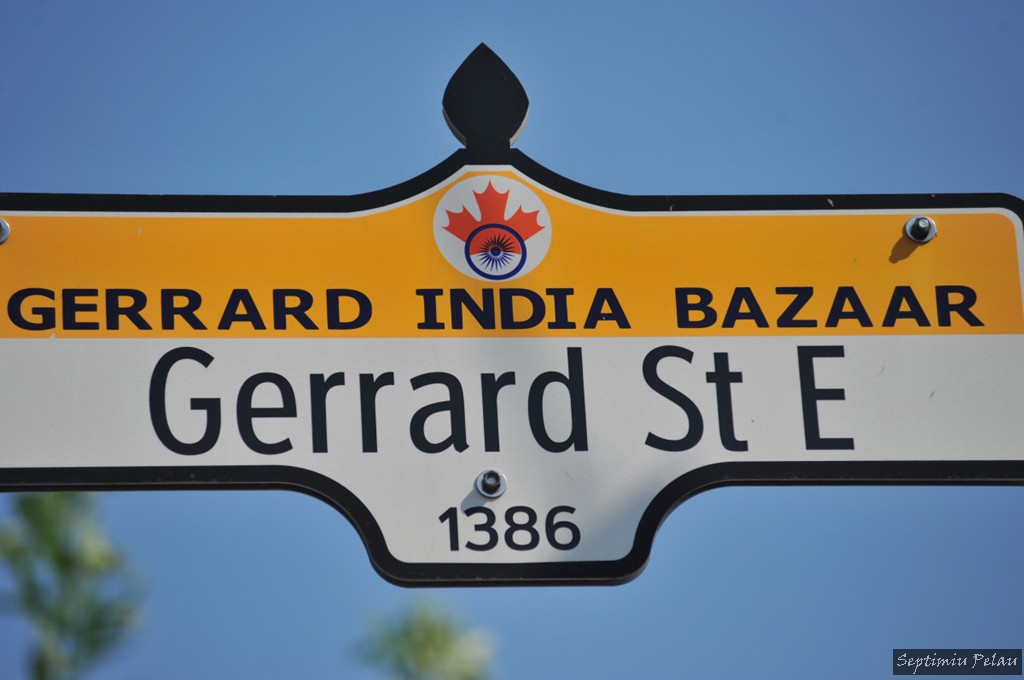 GERRARD INDIA BAZAAR
Gerrard St E
1386
Septimiu Pelau